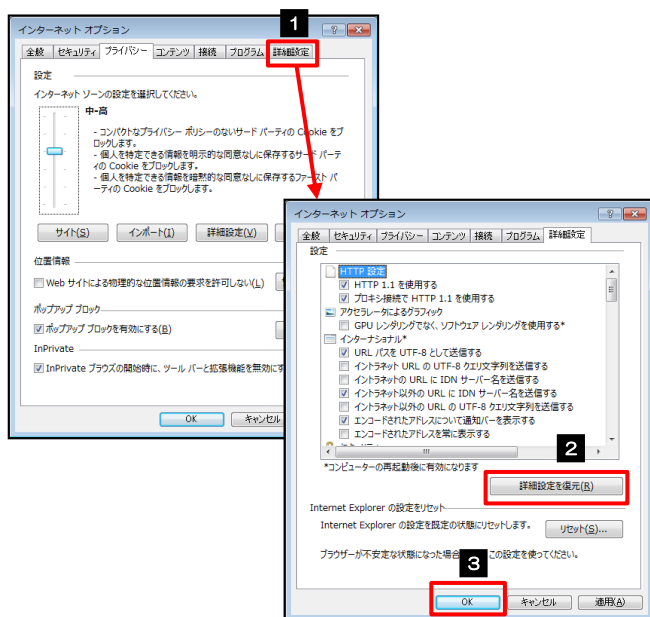 1
インターネット オプション
全般 セキュリティ プライバシー コンテンツ 接続 プログラム 詳細設定
設定
インターネット ゾーンの設定を選択してください。
中-高
- コンパクトなプライバシー ポリシーのないサード パーティの Cookie をブ
ロックします。
- 個人を特定できる情報を明示的な同意なしに保存するサード パーテ
ィの Cookie をブロックします。
- 個人を特定できる情報を暗黙的な同意なしに保存するファースト パ
ーティの Cookie をブロックします。
サイト(S) インポート(I) 詳細設定(V)
位置情報
Web サイトによる物理的な位置情報の要求を許可しない(L)
ポップアップ ブロック
ポップアップ ブロックを有効にする(B)
InPrivate
InPrivate ブラウズの開始時に、ツール バーと拡張機能を無効にす
OK キャンセル
インターネット オプション
全般 セキュリティ プライバシー コンテンツ 接続 プログラム 詳細設定
設定
HTTP 設定
HTTP 1.1 を使用する
プロキシ接続で HTTP 1.1 を使用する
アクセラレータによるグラフィック
GPU レンダリングでなく、ソフトウェア レンダリングを使用する*
インターナショナル*
URL パスを UTF-8 として送信する
イントラネット URL の UTF-8 クエリ文字列を送信する
イントラネットの URL に IDN サーバー名を送信する
イントラネット以外の URL に IDN サーバー名を送信する
イントラネット以外の URL の UTF-8 クエリ文字列を送信する
エンコードされたアドレスについて通知バーを表示する
エンコードされたアドレスを常に表示する
2
*コンピューターの再起動後に有効になります
詳細設定を復元(R)
Internet Explorer の設定をリセット
Internet Explorer の設定を既定の状態にリセットします。 リセット(S)...
ブラウザーが不安定な状態になった場合 この設定を使ってください。
3
OK キャンセル 適用(A)